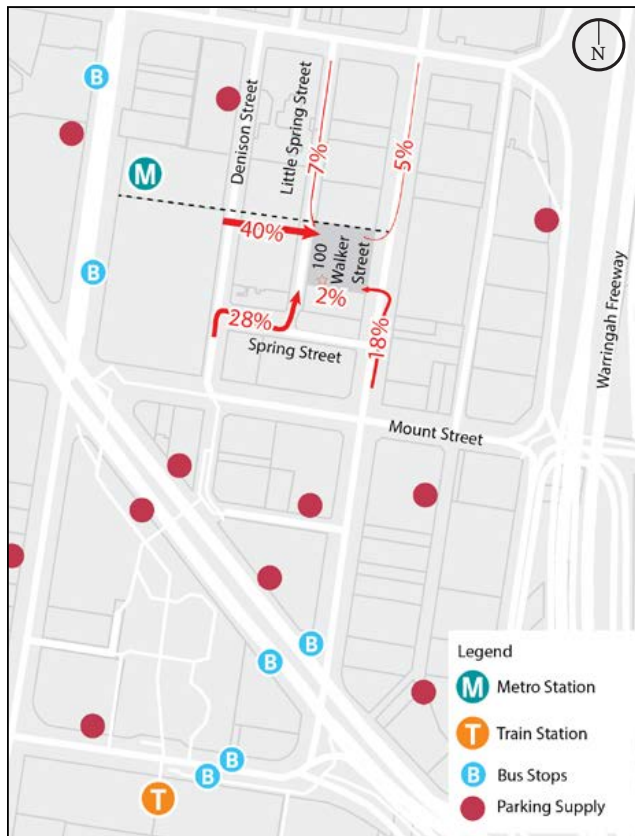 N
B
Denison Street
Little Spring Street
7%
5%
M
40%
100
Walker
Street
2%
B
28%
18%
Spring Street
Warringah Freeway
Mount Street
B
B
B
B
T
Legend
M Metro Station
T Train Station
B Bus Stops
Parking Supply